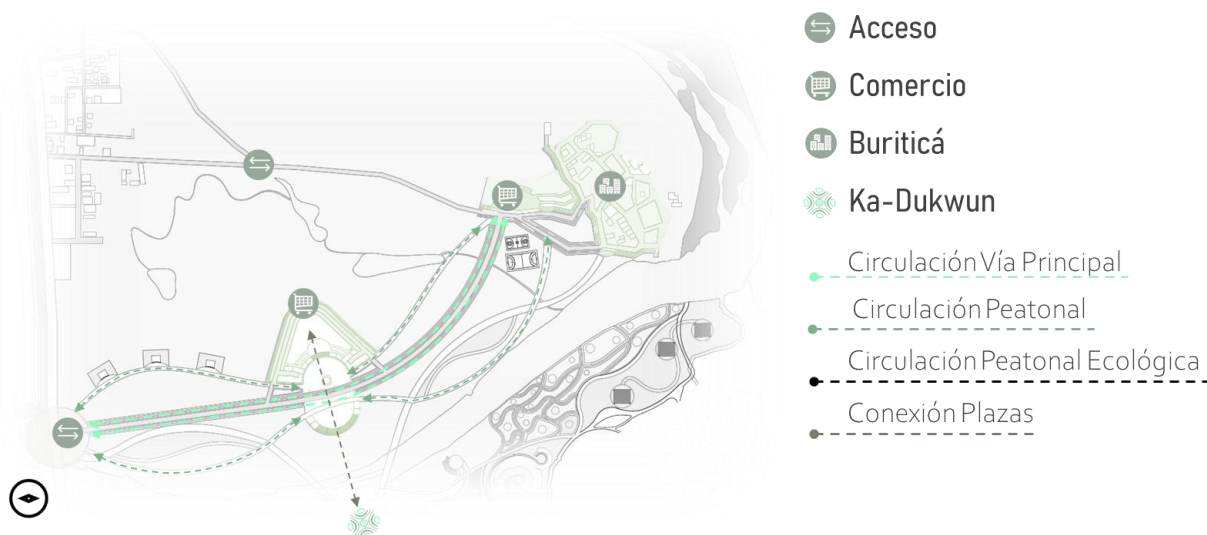 Acceso
Comercio
Buriticá
Ka-Dukwun
Circulación Vía Principal
Circulación Peatonal
Circulación Peatonal Ecológica
Conexión Plazas